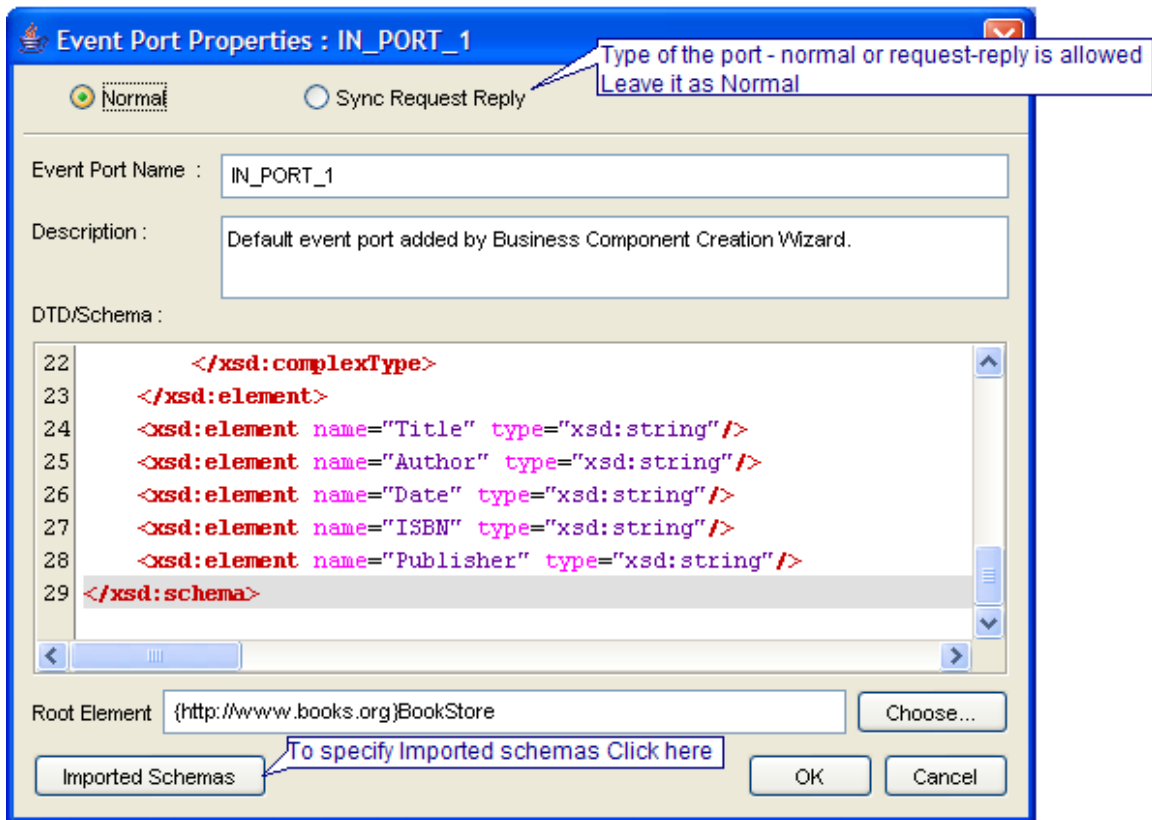 Event Port Properties : IN_PORT_1
Type of the port - normal or request-reply is allowed
Leave it as Normal
Normal
Sync Request Reply
Event Port Name :
IN_PORT_1
Description :
Default event port added by Business Component Creation Wizard.
DTD/Schema :
22 </xsd:complexType>
23 </xsd:element>
24 <xsd:element name="Title" type="xsd:string"/>
25 <xsd:element name="Author" type="xsd:string"/>
26 <xsd:element name="Date" type="xsd:string"/>
27 <xsd:element name="ISBN" type="xsd:string"/>
28 <xsd:element name="Publisher" type="xsd:string"/>
29 </xsd:schema>
Root Element
{http://www.books.org}BookStore
Choose...
To specify Imported schemas Click here
Imported Schemas
OK
Cancel